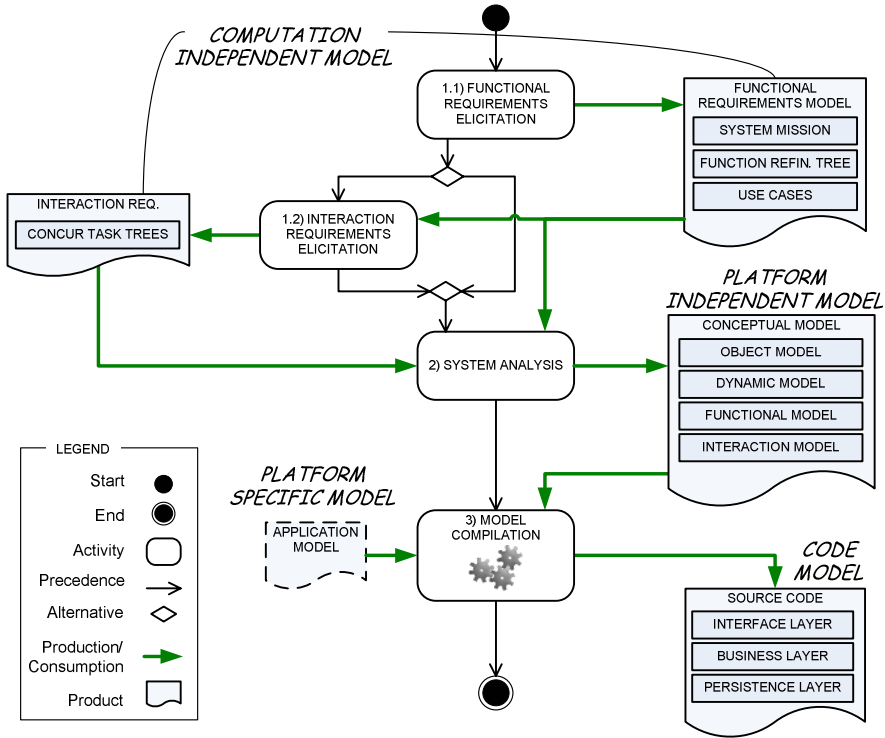 COMPUTATION
INDEPENDENT MODEL
1.1) FUNCTIONAL
REQUIREMENTS
ELICITATION
FUNCTIONAL
REQUIREMENTS MODEL
SYSTEM MISSION
FUNCTION REFIN. TREE
USE CASES
INTERACTION REQ.
CONCUR TASK TREES
1.2) INTERACTION
REQUIREMENTS
ELICITATION
PLATFORM
INDEPENDENT MODEL
CONCEPTUAL MODEL
OBJECT MODEL
DYNAMIC MODEL
FUNCTIONAL MODEL
INTERACTION MODEL
2) SYSTEM ANALYSIS
LEGEND
Start
End
Activity
Precedence
Alternative
Production/
Consumption
Product
PLATFORM
SPECIFIC MODEL
APPLICATION
MODEL
3) MODEL
COMPILATION
CODE
MODEL
SOURCE CODE
INTERFACE LAYER
BUSINESS LAYER
PERSISTENCE LAYER